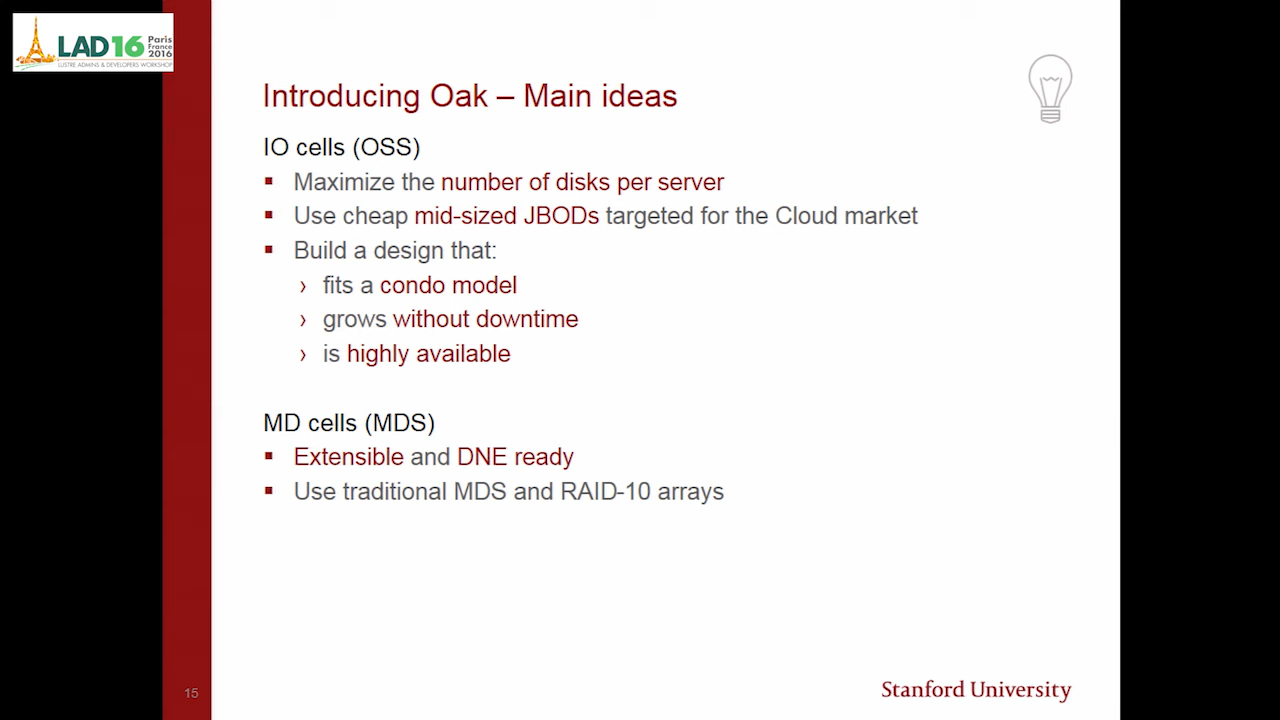 LAD16 Paris France 2016
LUSTRE ADMINS & DEVELOPERS WORKSHOP
Introducing Oak – Main ideas
IO cells (OSS)
▪ Maximize the number of disks per server
▪ Use cheap mid-sized JBODs targeted for the Cloud market
▪ Build a design that:
› fits a condo model
› grows without downtime
› is highly available
MD cells (MDS)
▪ Extensible and DNE ready
▪ Use traditional MDS and RAID-10 arrays
15
Stanford University